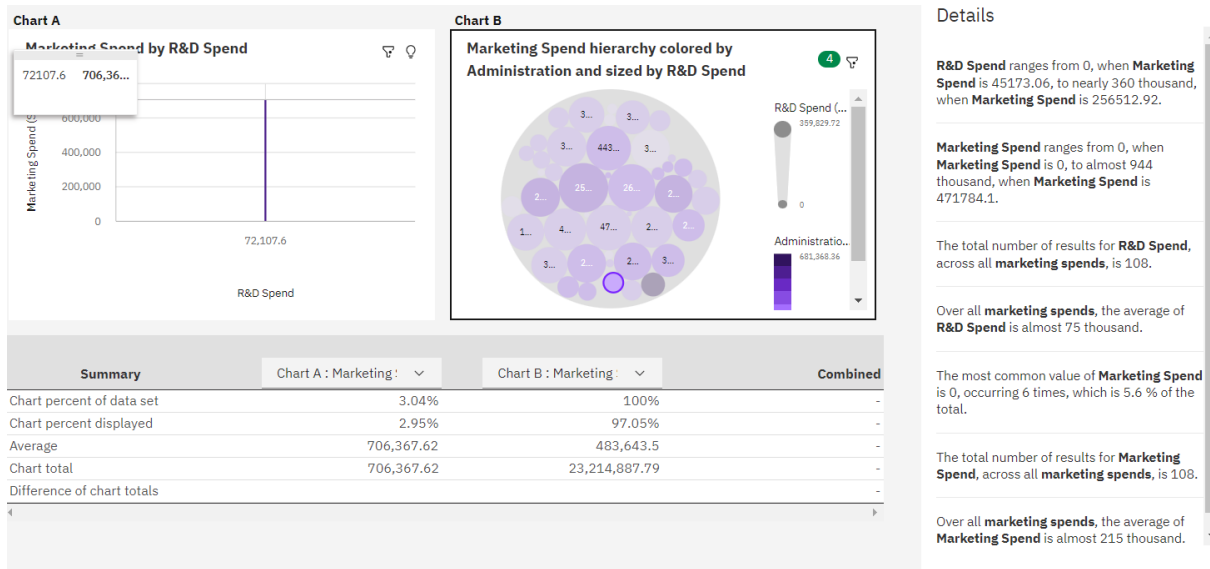 Chart A
Marketing Spend by R&D Spend
72107.6 706,36...
Marketing Spend (S
600,000
400,000
200,000
0
72,107.6
R&D Spend
Chart B
Marketing Spend hierarchy colored by
Administration and sized by R&D Spend
4
3...
3...
3...
443...
3...
25...
26...
2...
2...
1...
4...
47...
2...
2...
3...
2...
2...
3...
R&D Spend (...
359,829.72
0
Administratio...
681,368.36
Summary Chart A : Marketing Chart B : Marketing Combined
Chart percent of data set 3.04% 100% -
Chart percent displayed 2.95% 97.05% -
Average 706,367.62 483,643.5 -
Chart total 706,367.62 23,214,887.79 -
Difference of chart totals -
Details
R&D Spend ranges from 0, when Marketing
Spend is 45173.06, to nearly 360 thousand,
when Marketing Spend is 256512.92.
Marketing Spend ranges from 0, when
Marketing Spend is 0, to almost 944
thousand, when Marketing Spend is
471784.1.
The total number of results for R&D Spend,
across all marketing spends, is 108.
Over all marketing spends, the average of
R&D Spend is almost 75 thousand.
The most common value of Marketing Spend
is 0, occurring 6 times, which is 5.6 % of the
total.
The total number of results for Marketing
Spend, across all marketing spends, is 108.
Over all marketing spends, the average of
Marketing Spend is almost 215 thousand.